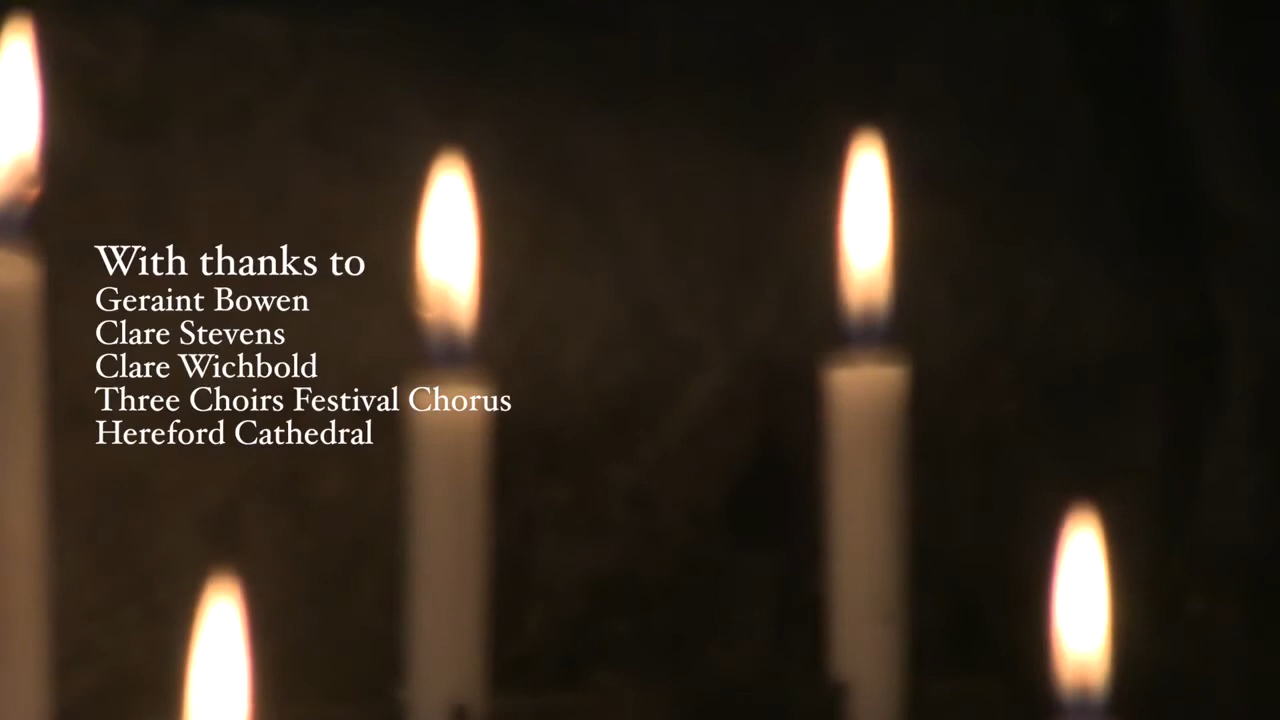 With thanks to
Geraint Bowen
Clare Stevens
Clare Wichbold
Three Choirs Festival Chorus
Hereford Cathedral